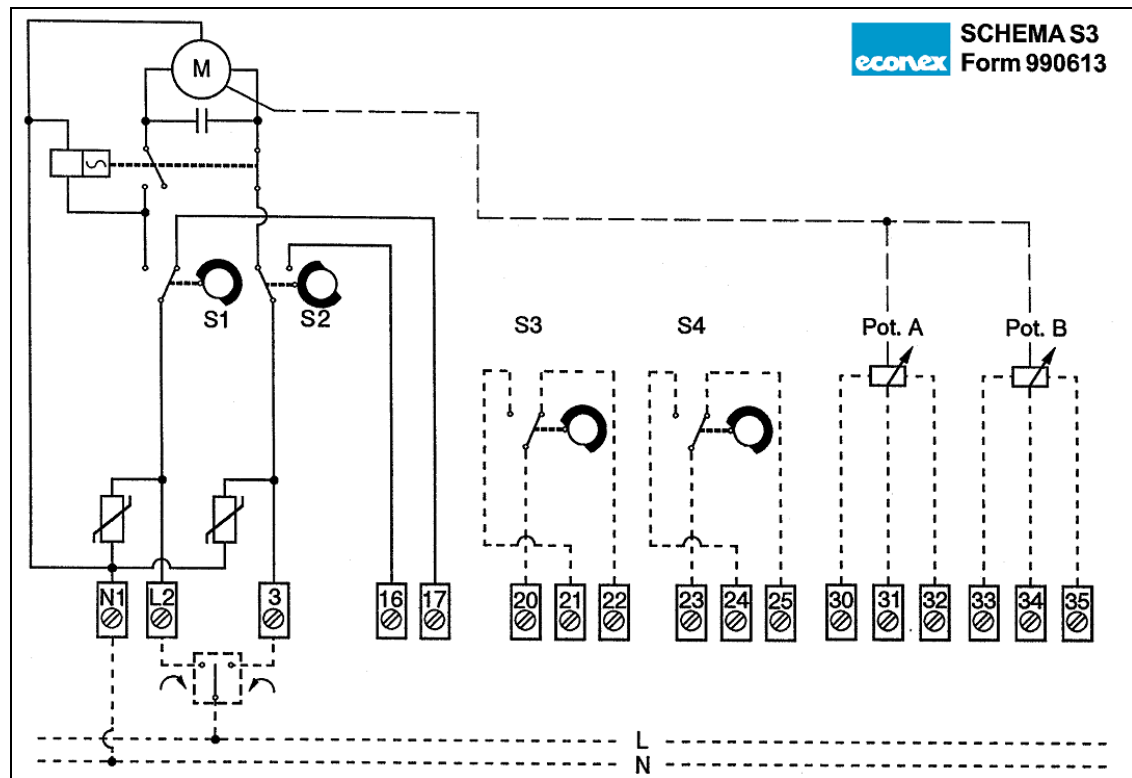 econex
SCHEMA S3
Form 990613
M
S1
S2
S3
S4
Pot. A
Pot. B
N1
L2
3
16
17
20
21
22
23
24
25
30
31
32
33
34
35
L
N